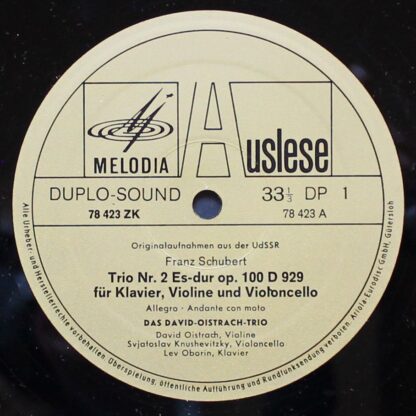 MELODIA
Auslese
DUPLO-SOUND
33⅓ DP 1
78 423 ZK
78 423 A
Originalaufnahmen aus der UdSSR
Franz Schubert
Trio Nr. 2 Es-dur op. 100 D 929
für Klavier, Violine und Violoncello
Allegro · Andante con moto
DAS DAVID-OISTRACH-TRIO
David Oistrach, Violine
Svjatoslav Knushevitzky, Violoncello
Lev Oborin, Klavier
Alle Urheber- und Herstellerrechte vorbehalten. Überspielung, öffentliche Aufführung und Rundfunksendung verboten. Ariola-Eurodisc GmbH, Gütersloh